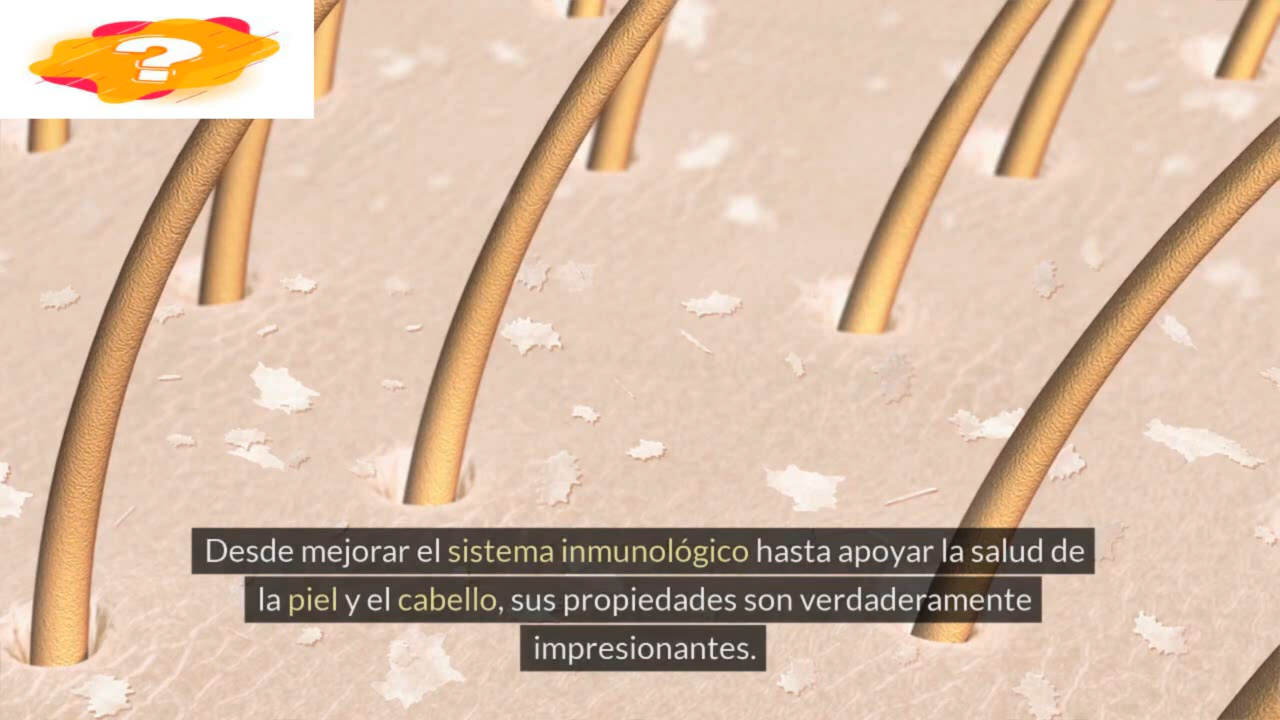 ?
Desde mejorar el sistema inmunológico hasta apoyar la salud de
la piel y el cabello, sus propiedades son verdaderamente
impresionantes.